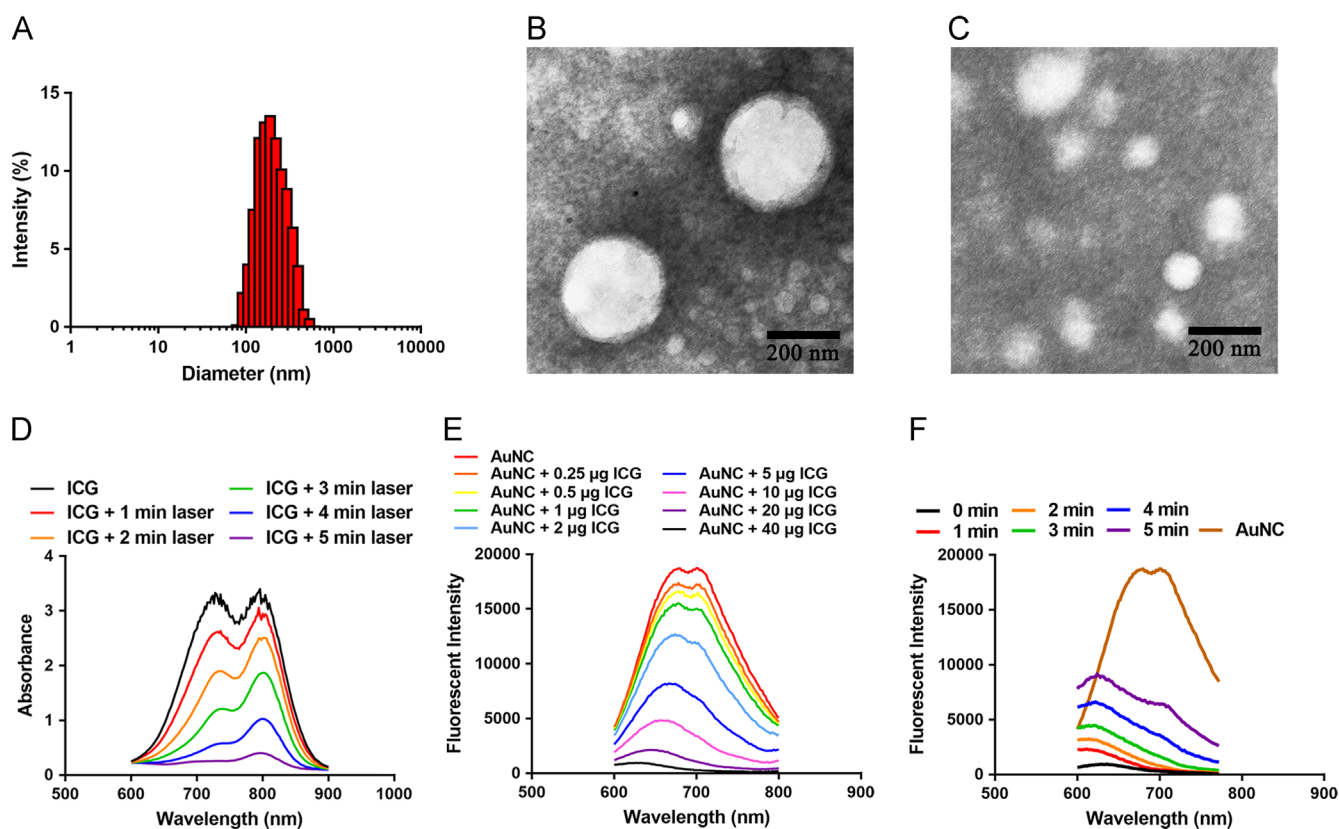 A
B
C
15
10
5
0
Intensity (%)
1
10
100
1000
10000
Diameter (nm)
200 nm
200 nm
D
E
F
ICG
ICG + 1 min laser
ICG + 2 min laser
ICG + 3 min laser
ICG + 4 min laser
ICG + 5 min laser
4
3
2
1
0
Absorbance
500
600
700
800
900
1000
Wavelength (nm)
AuNC
AuNC + 0.25 µg ICG
AuNC + 0.5 µg ICG
AuNC + 1 µg ICG
AuNC + 2 µg ICG
AuNC + 5 µg ICG
AuNC + 10 µg ICG
AuNC + 20 µg ICG
AuNC + 40 µg ICG
20000
15000
10000
5000
0
Fluorescent Intensity
500
600
700
800
900
Wavelength (nm)
0 min
1 min
2 min
3 min
4 min
5 min
AuNC
20000
15000
10000
5000
0
Fluorescent Intensity
500
600
700
800
900
Wavelength (nm)